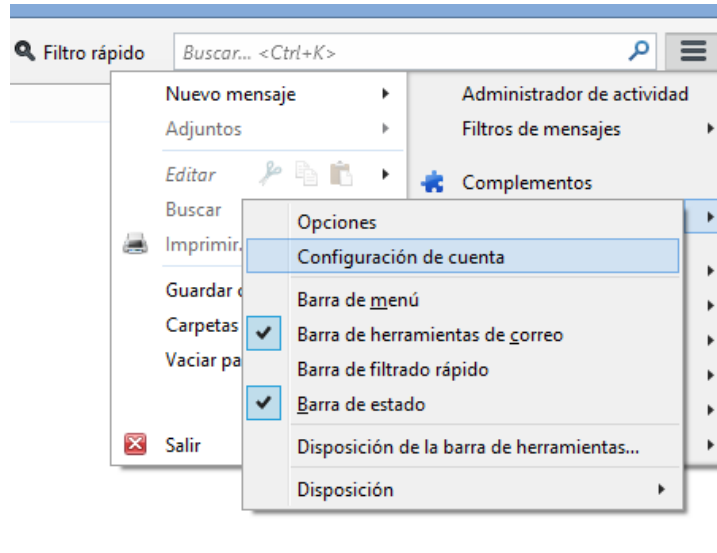 Filtro rápido
Buscar... <Ctrl+K>
Nuevo mensaje
Adjuntos
Editar
Buscar
Imprimir.
Guardar
Carpetas
Vaciar pa
Salir
Administrador de actividad
Filtros de mensajes
Complementos
Opciones
Configuración de cuenta
Barra de menú
Barra de herramientas de correo
Barra de filtrado rápido
Barra de estado
Disposición de la barra de herramientas...
Disposición